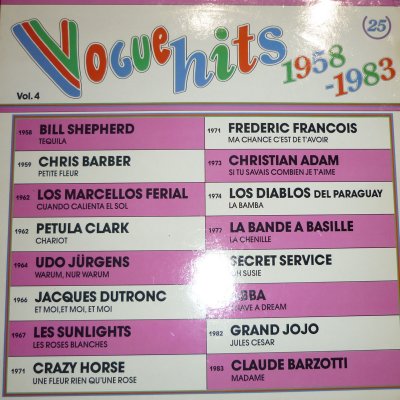 Vogue hits 1958 -1983
25
Vol. 4
1958 BILL SHEPHERD
TEQUILA
1959 CHRIS BARBER
PETITE FLEUR
1962 LOS MARCELLOS FERIAL
CUANDO CALIENTA EL SOL
1962 PETULA CLARK
CHARIOT
1964 UDO JÜRGENS
WARUM, NUR WARUM
1966 JACQUES DUTRONC
ET MOI, ET MOI, ET MOI
1967 LES SUNLIGHTS
LES ROSES BLANCHES
1971 CRAZY HORSE
UNE FLEUR RIEN QU'UNE ROSE
1971 FREDERIC FRANCOIS
MA CHANCE C'EST DE T'AVOIR
1973 CHRISTIAN ADAM
SI TU SAVAIS COMBIEN JE T'AIME
1974 LOS DIABLOS DEL PARAGUAY
LA BAMBA
1977 LA BANDE A BASILLE
LA CHENILLE
SECRET SERVICE
OH SUSIE
BBA
HAVE A DREAM
1982 GRAND JOJO
JULES CESAR
1983 CLAUDE BARZOTTI
MADAME